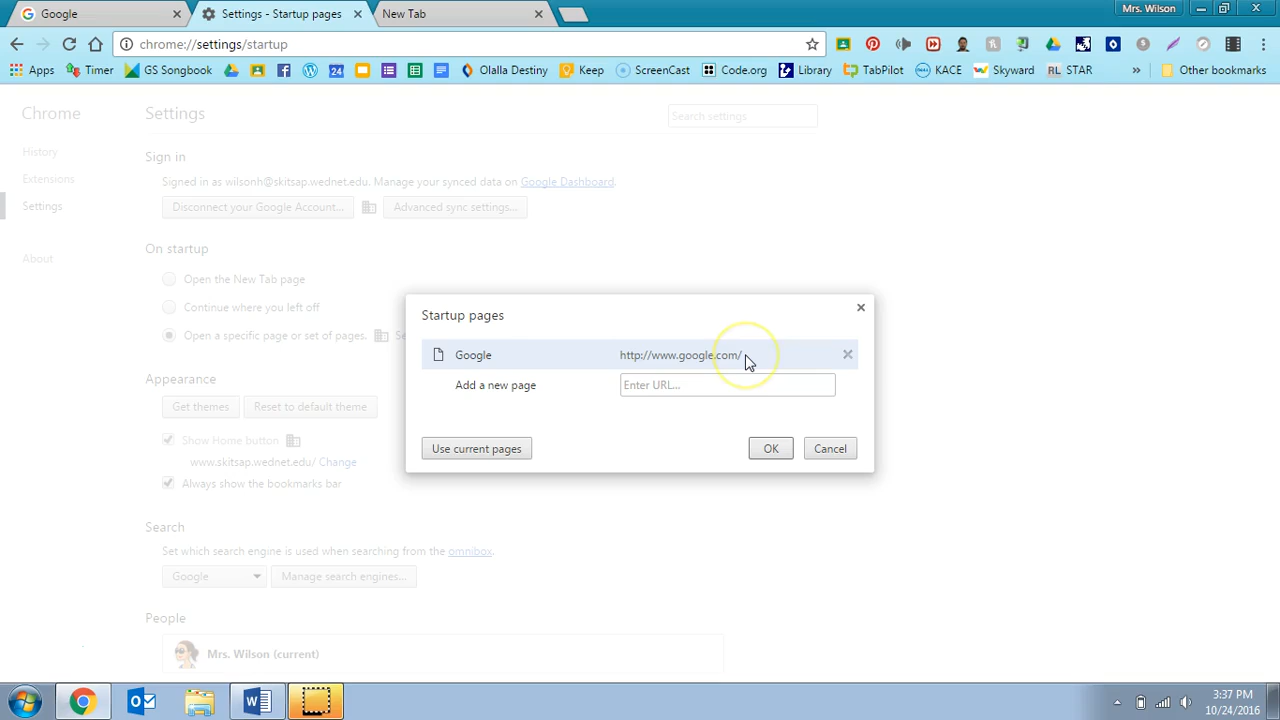 Google
Settings - Startup pages
New Tab
Mrs. Wilson
chrome://settings/startup
Apps
Timer
GS Songbook
24
Olalla Destiny
Keep
ScreenCast
Code.org
Library
TabPilot
KACE
Skyward
RL STAR
»
Other bookmarks
Chrome
Settings
Search settings
History
Extensions
Settings
About
Sign in
Signed in as wilsonh@skitsap.wednet.edu. Manage your synced data on Google Dashboard.
Disconnect your Google Account...
Advanced sync settings...
On startup
Open the New Tab page
Continue where you left off
Open a specific page or set of pages.
Se
Startup pages
Google
http://www.google.com/
Add a new page
Enter URL...
Use current pages
OK
Cancel
Appearance
Get themes
Reset to default theme
Show Home button
www.skitsap.wednet.edu/ Change
Always show the bookmarks bar
Search
Set which search engine is used when searching from the omnibox.
Google
Manage search engines...
People
Mrs. Wilson (current)
3:37 PM
10/24/2016